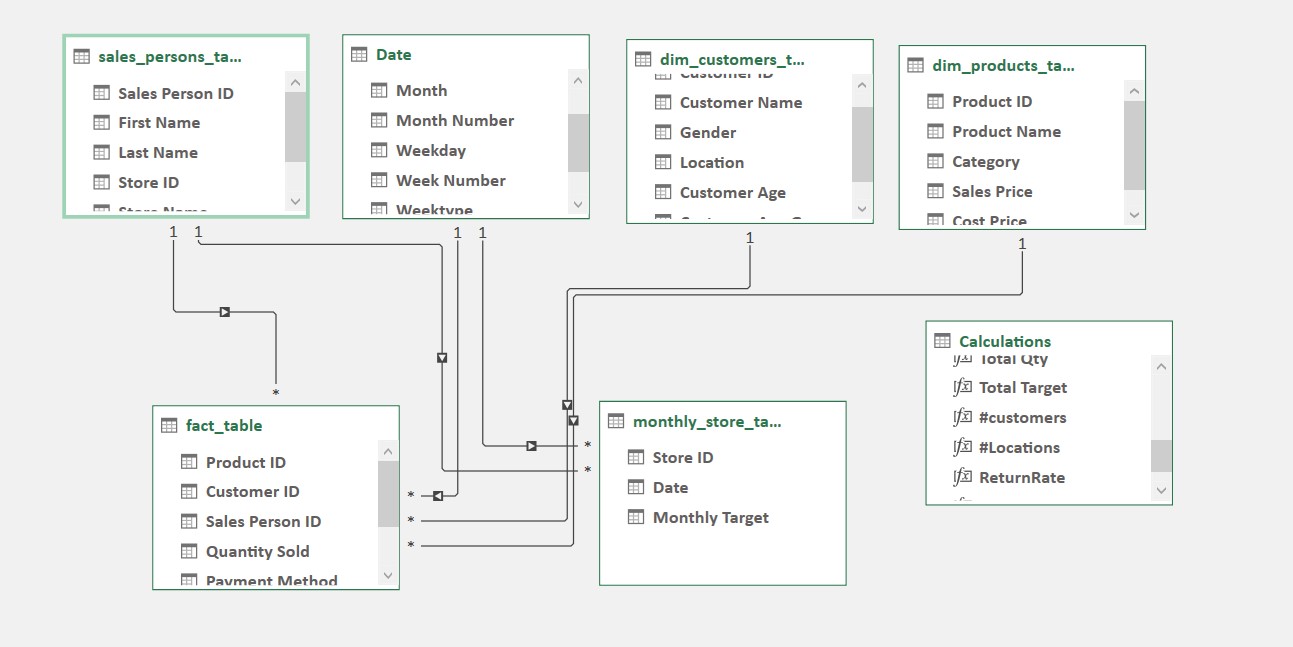 sales_persons_ta...
Sales Person ID
First Name
Last Name
Store ID
Store Name
Date
Month
Month Number
Weekday
Week Number
Weektype
dim_customers_t...
Customer ID
Customer Name
Gender
Location
Customer Age
dim_products_ta...
Product ID
Product Name
Category
Sales Price
Cost Price
1
1
1
1
1
1
Calculations
Total Qty
Total Target
#customers
#Locations
ReturnRate
*
fact_table
Product ID
Customer ID
Sales Person ID
Quantity Sold
Payment Method
*
*
*
*
*
monthly_store_ta...
Store ID
Date
Monthly Target